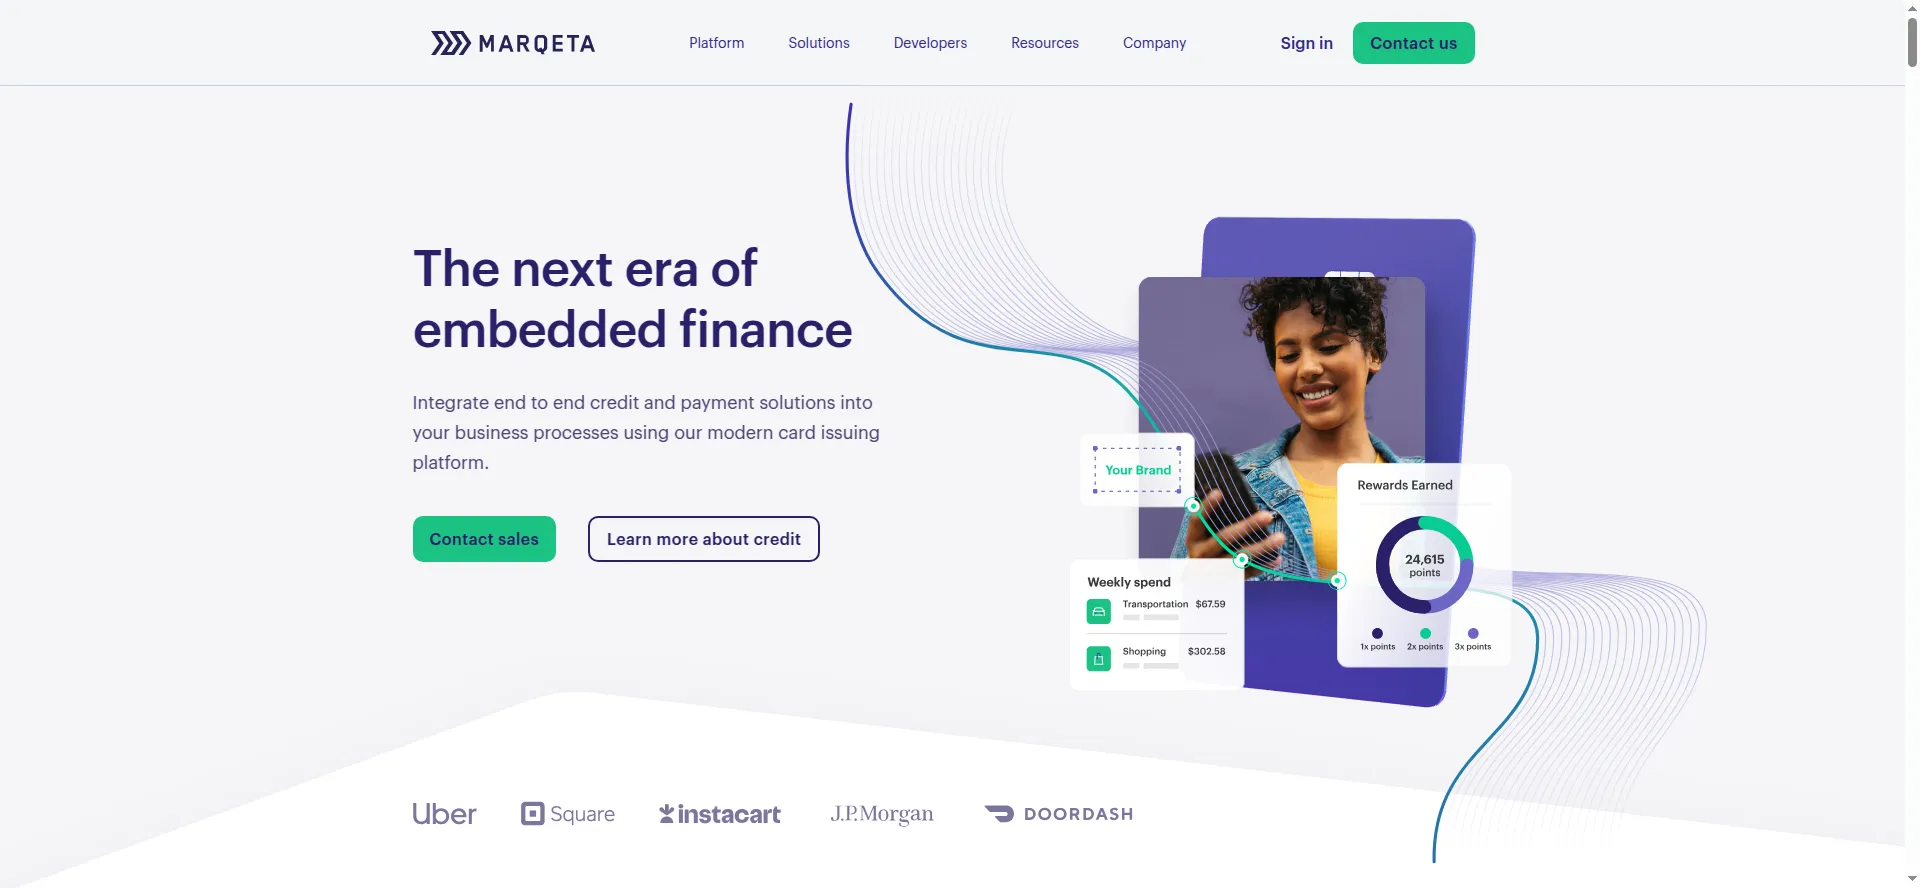 MARQETA
Platform
Solutions
Developers
Resources
Company
Sign in
Contact us
The next era of
embedded finance
Integrate end to end credit and payment solutions into
your business processes using our modern card issuing
platform.
Contact sales
Learn more about credit
Your Brand
Rewards Earned
24,615
points
1x points
2x points
3x points
Weekly spend
Transportation $67.59
Shopping $302.58
Uber
Square
instacart
J.P.Morgan
DOORDASH